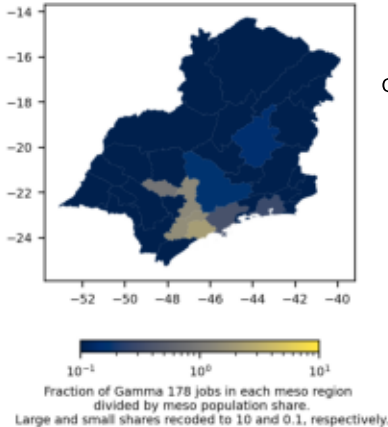 −14
−16
−18
−20
−22
−24
−52 −50 −48 −46 −44 −42 −40
10⁻¹ 10⁰ 10¹
Fraction of Gamma 178 jobs in each meso region
divided by meso population share.
Large and small shares recoded to 10 and 0.1, respectively.